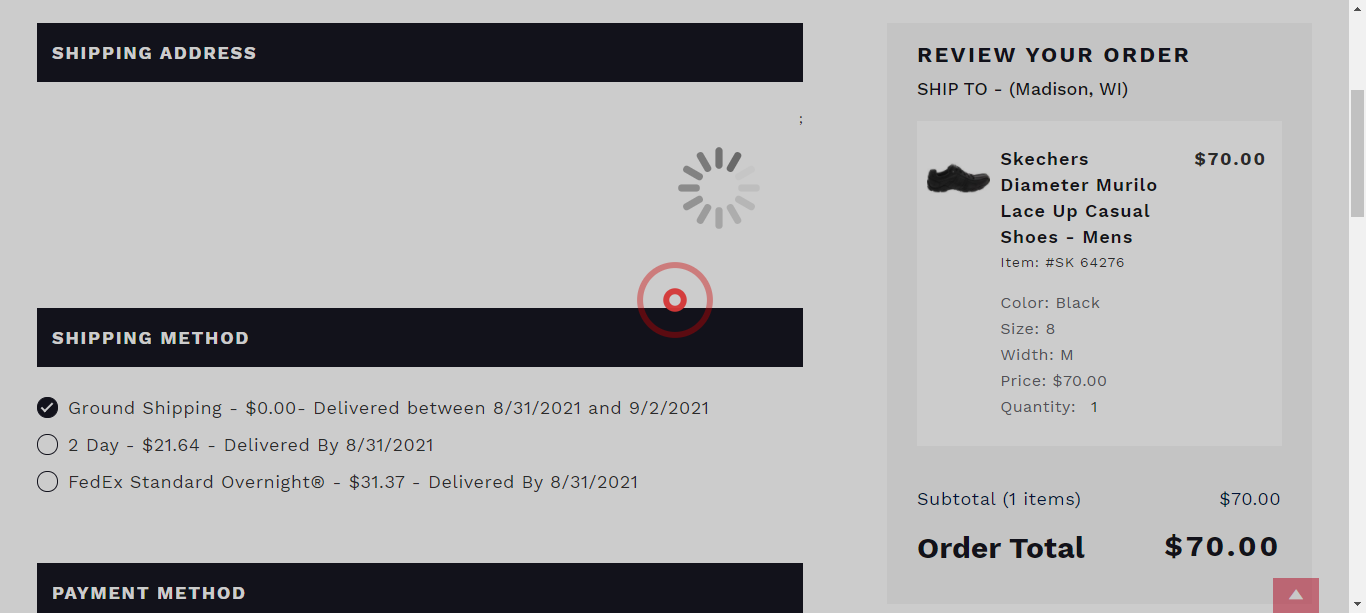 SHIPPING ADDRESS
;
SHIPPING METHOD
Ground Shipping - $0.00- Delivered between 8/31/2021 and 9/2/2021
2 Day - $21.64 - Delivered By 8/31/2021
FedEx Standard Overnight® - $31.37 - Delivered By 8/31/2021
PAYMENT METHOD
REVIEW YOUR ORDER
SHIP TO - (Madison, WI)
Skechers $70.00
Diameter Murilo
Lace Up Casual
Shoes - Mens
Item: #SK 64276
Color: Black
Size: 8
Width: M
Price: $70.00
Quantity: 1
Subtotal (1 items) $70.00
Order Total $70.00